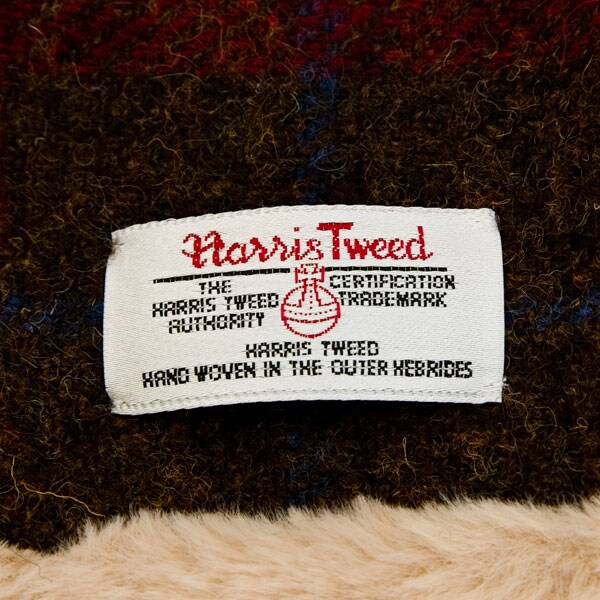 Harris Tweed
THE HARRIS TWEED AUTHORITY
CERTIFICATION TRADEMARK
HARRIS TWEED
HAND WOVEN IN THE OUTER HEBRIDES